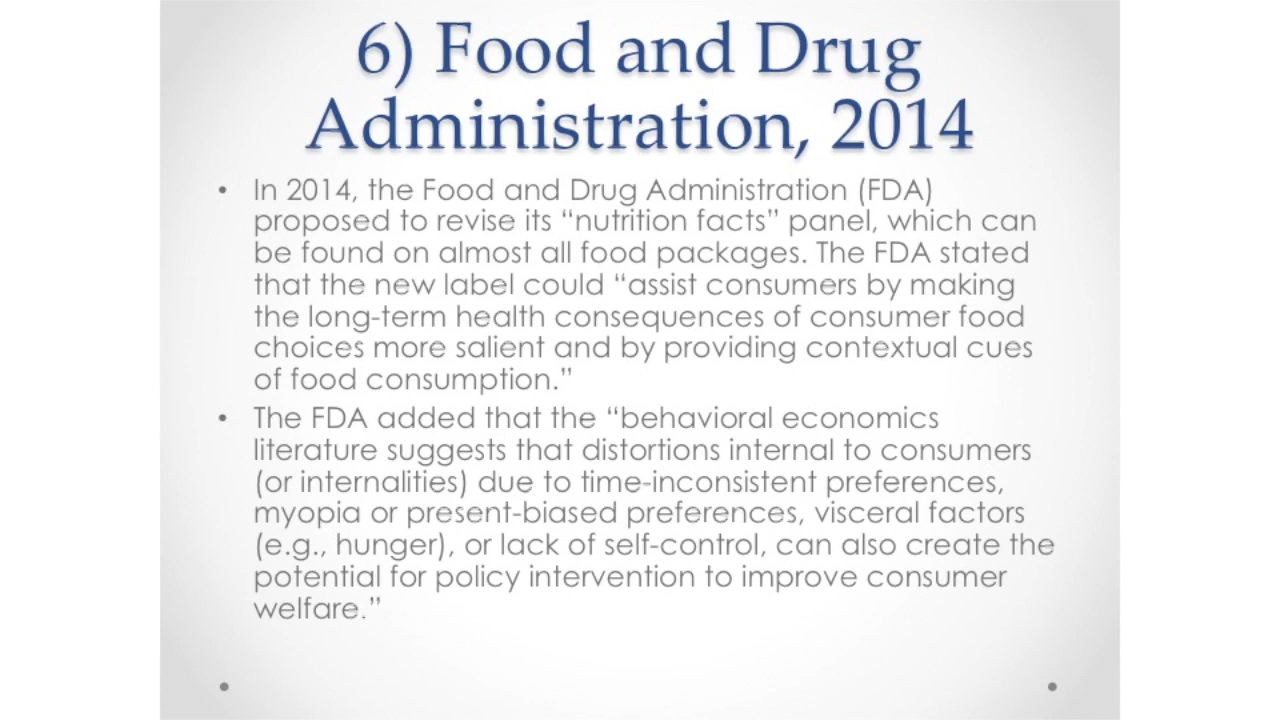 6) Food and Drug
Administration, 2014
• In 2014, the Food and Drug Administration (FDA)
proposed to revise its “nutrition facts” panel, which can
be found on almost all food packages. The FDA stated
that the new label could “assist consumers by making
the long-term health consequences of consumer food
choices more salient and by providing contextual cues
of food consumption.”
• The FDA added that the “behavioral economics
literature suggests that distortions internal to consumers
(or internalities) due to time-inconsistent preferences,
myopia or present-biased preferences, visceral factors
(e.g., hunger), or lack of self-control, can also create the
potential for policy intervention to improve consumer
welfare.”